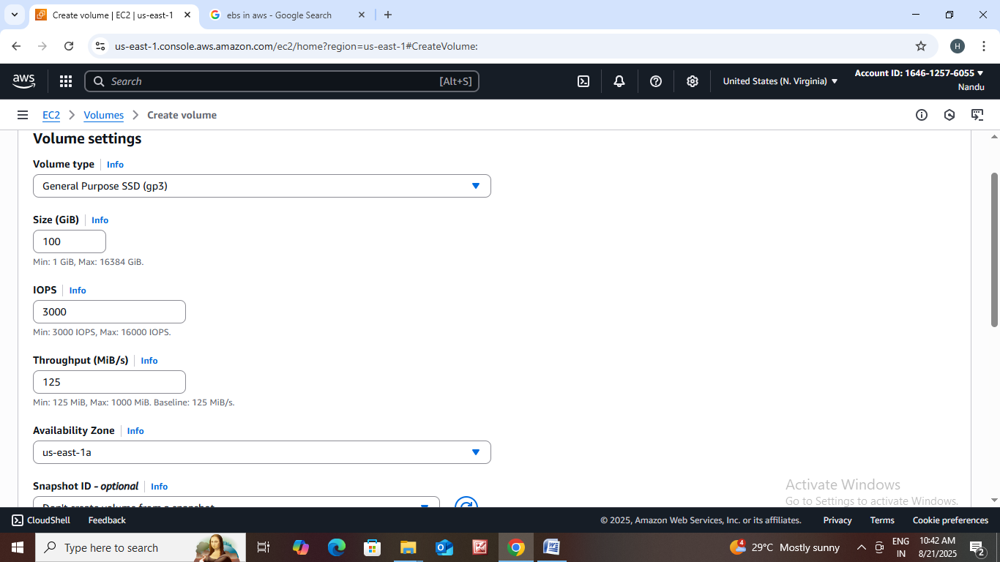 Create volume | EC2 | us-east-1
ebs in aws - Google Search
us-east-1.console.aws.amazon.com/ec2/home?region=us-east-1#CreateVolume:
H
aws
Search
[Alt+S]
United States (N. Virginia)
Account ID: 1646-1257-6055
Nandu
EC2 > Volumes > Create volume
Volume settings
Volume type | Info
General Purpose SSD (gp3)
Size (GiB) | Info
100
Min: 1 GiB, Max: 16384 GiB.
IOPS | Info
3000
Min: 3000 IOPS, Max: 16000 IOPS.
Throughput (MiB/s) | Info
125
Min: 125 MiB, Max: 1000 MiB. Baseline: 125 MiB/s.
Availability Zone | Info
us-east-1a
Snapshot ID - optional | Info
Don't create volume from a snapshot
Activate Windows
Go to Settings to activate Windows.
CloudShell
Feedback
© 2025, Amazon Web Services, Inc. or its affiliates.
Privacy
Terms
Cookie preferences
Type here to search
4
29°C Mostly sunny
ENG
IN
10:42 AM
8/21/2025
2